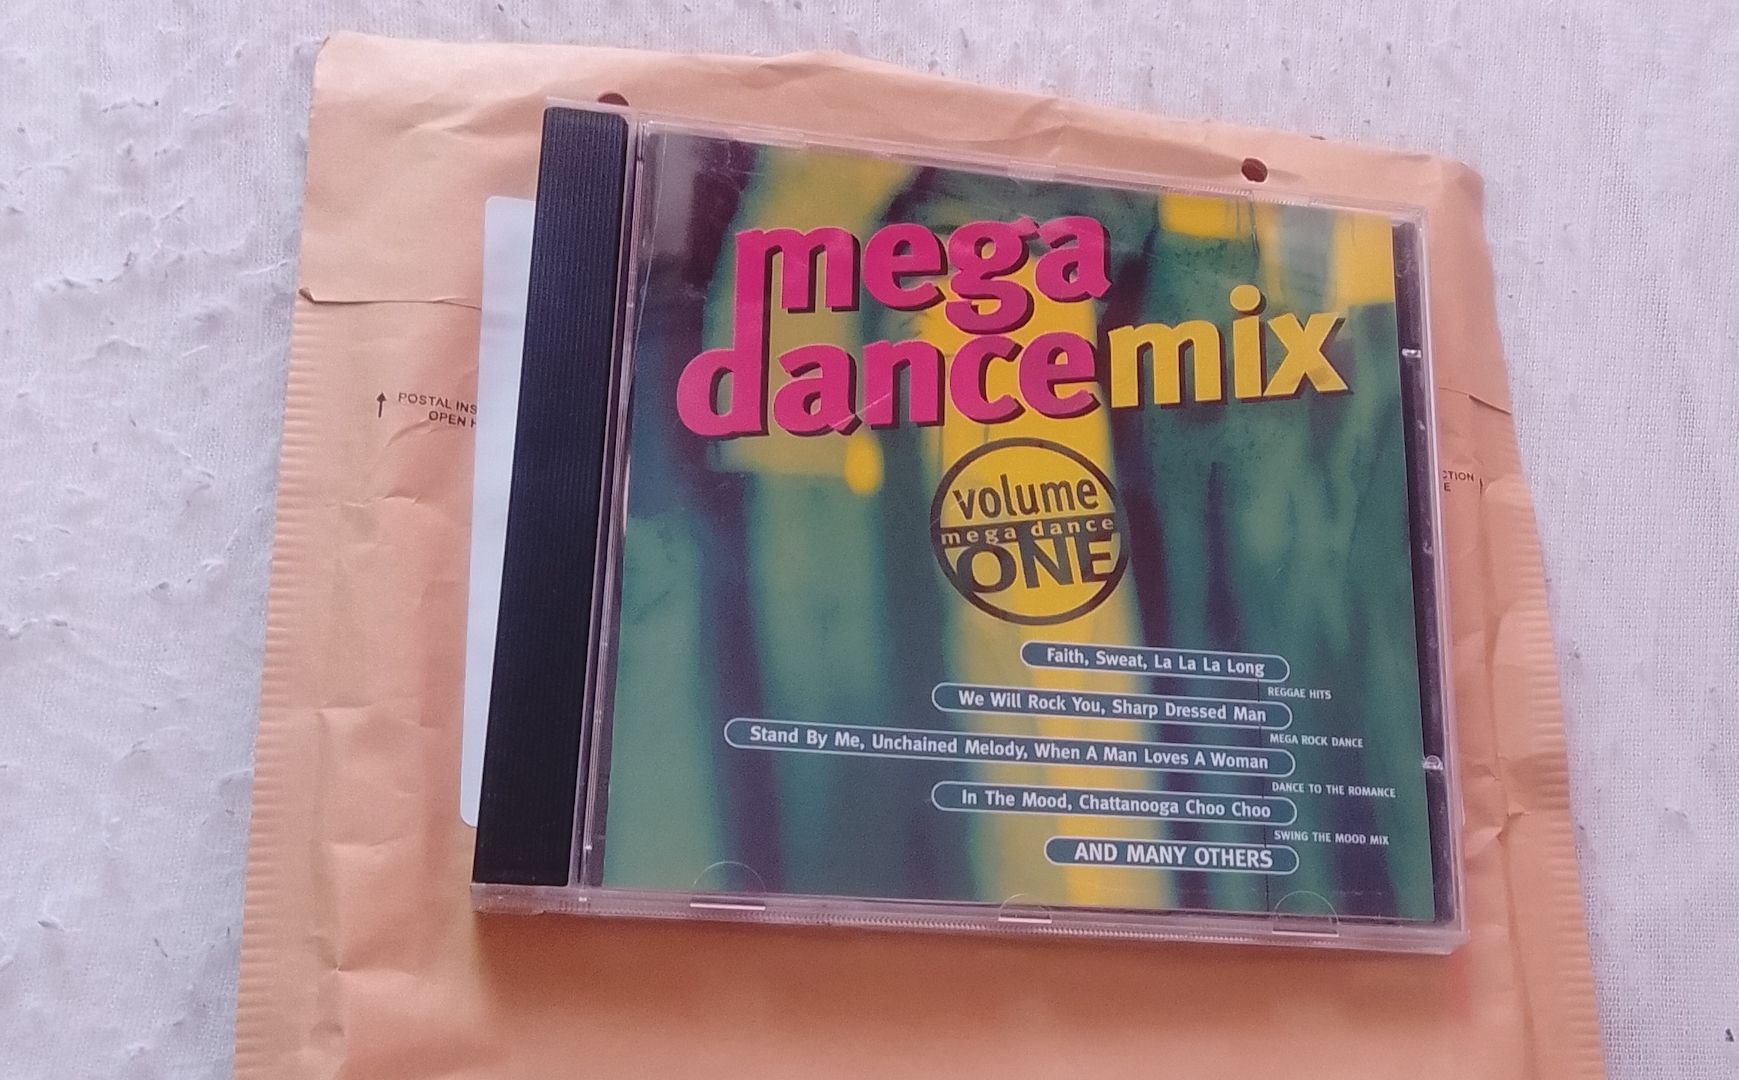 mega
dancemix
volume
mega dance
ONE
Faith, Sweat, La La La Long
REGGAE HITS
We Will Rock You, Sharp Dressed Man
MEGA ROCK DANCE
Stand By Me, Unchained Melody, When A Man Loves A Woman
DANCE TO THE ROMANCE
In The Mood, Chattanooga Choo Choo
SWING THE MOOD MIX
AND MANY OTHERS
POSTAL INS
OPEN H
CTION
E